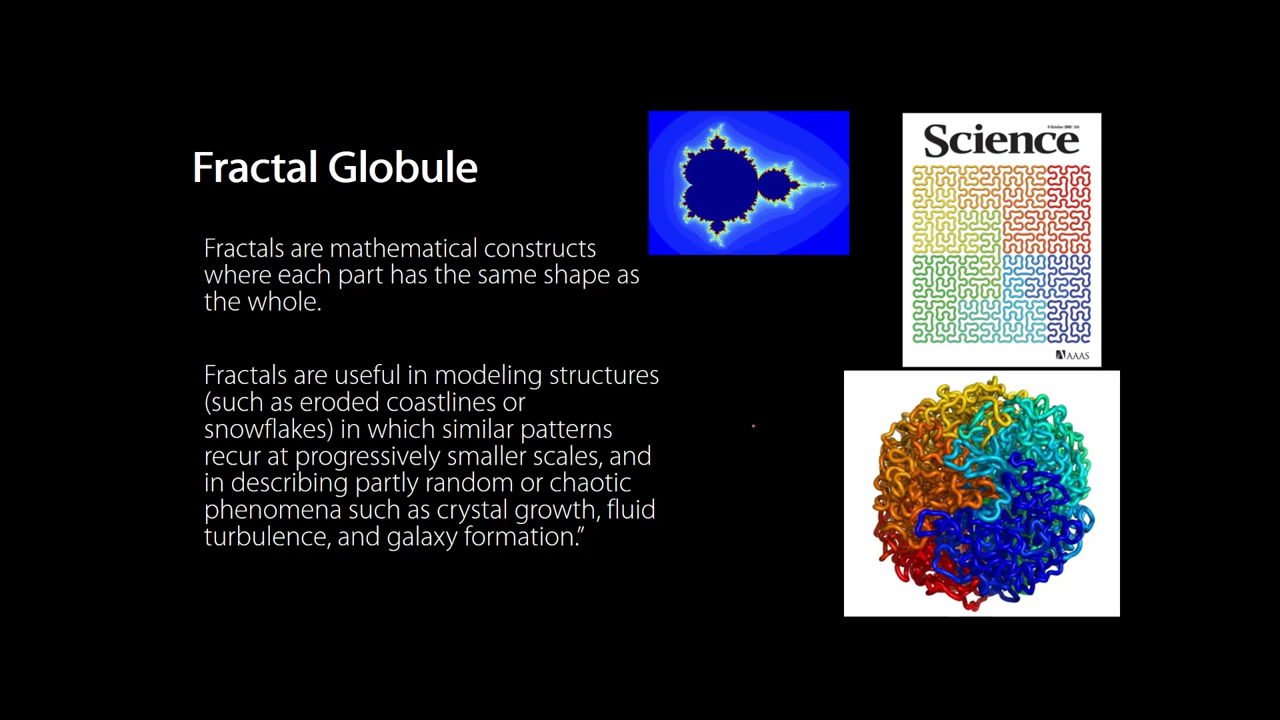 Fractal Globule
Fractals are mathematical constructs
where each part has the same shape as
the whole.
Fractals are useful in modeling structures
(such as eroded coastlines or
snowflakes) in which similar patterns
recur at progressively smaller scales, and
in describing partly random or chaotic
phenomena such as crystal growth, fluid
turbulence, and galaxy formation.”
Science
AAAS